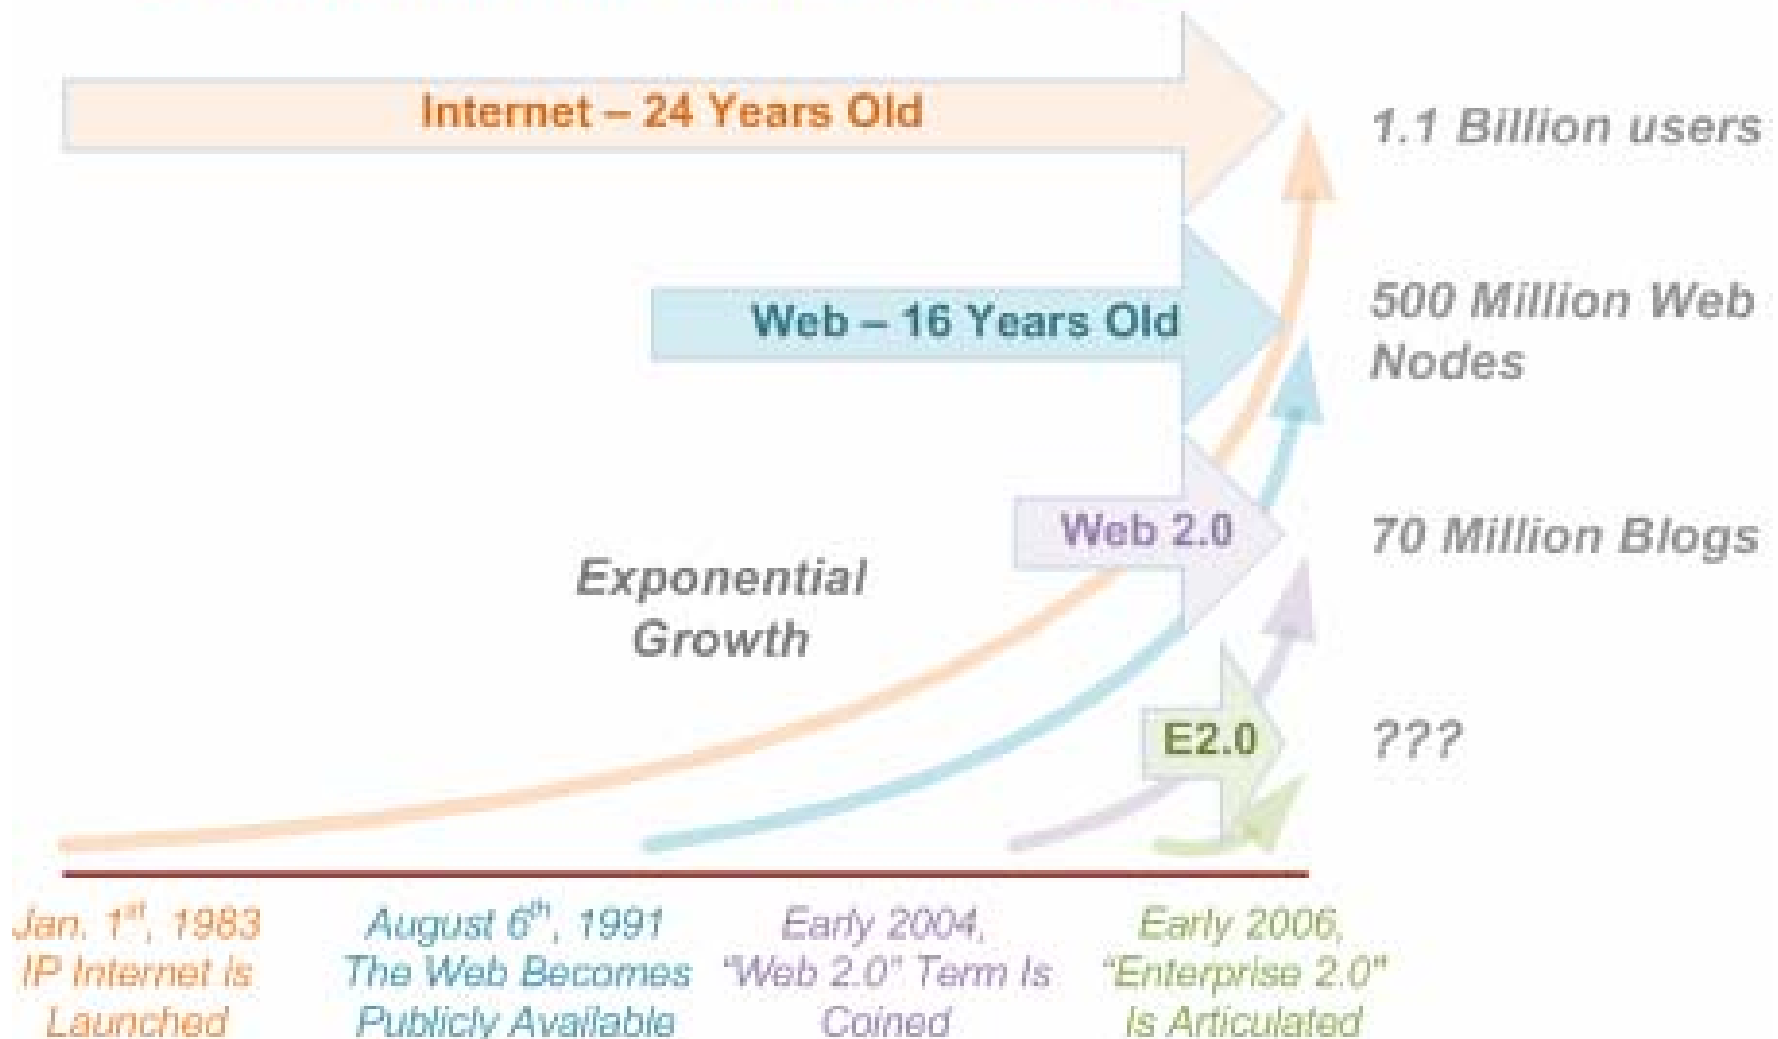 Internet – 24 Years Old
1.1 Billion users
Web – 16 Years Old
500 Million Web
Nodes
Web 2.0
70 Million Blogs
Exponential
Growth
E2.0
???
Jan. 1st, 1983
IP Internet is
Launched
August 6th, 1991
The Web Becomes
Publicly Available
Early 2004,
"Web 2.0" Term Is
Coined
Early 2006,
"Enterprise 2.0"
Is Articulated